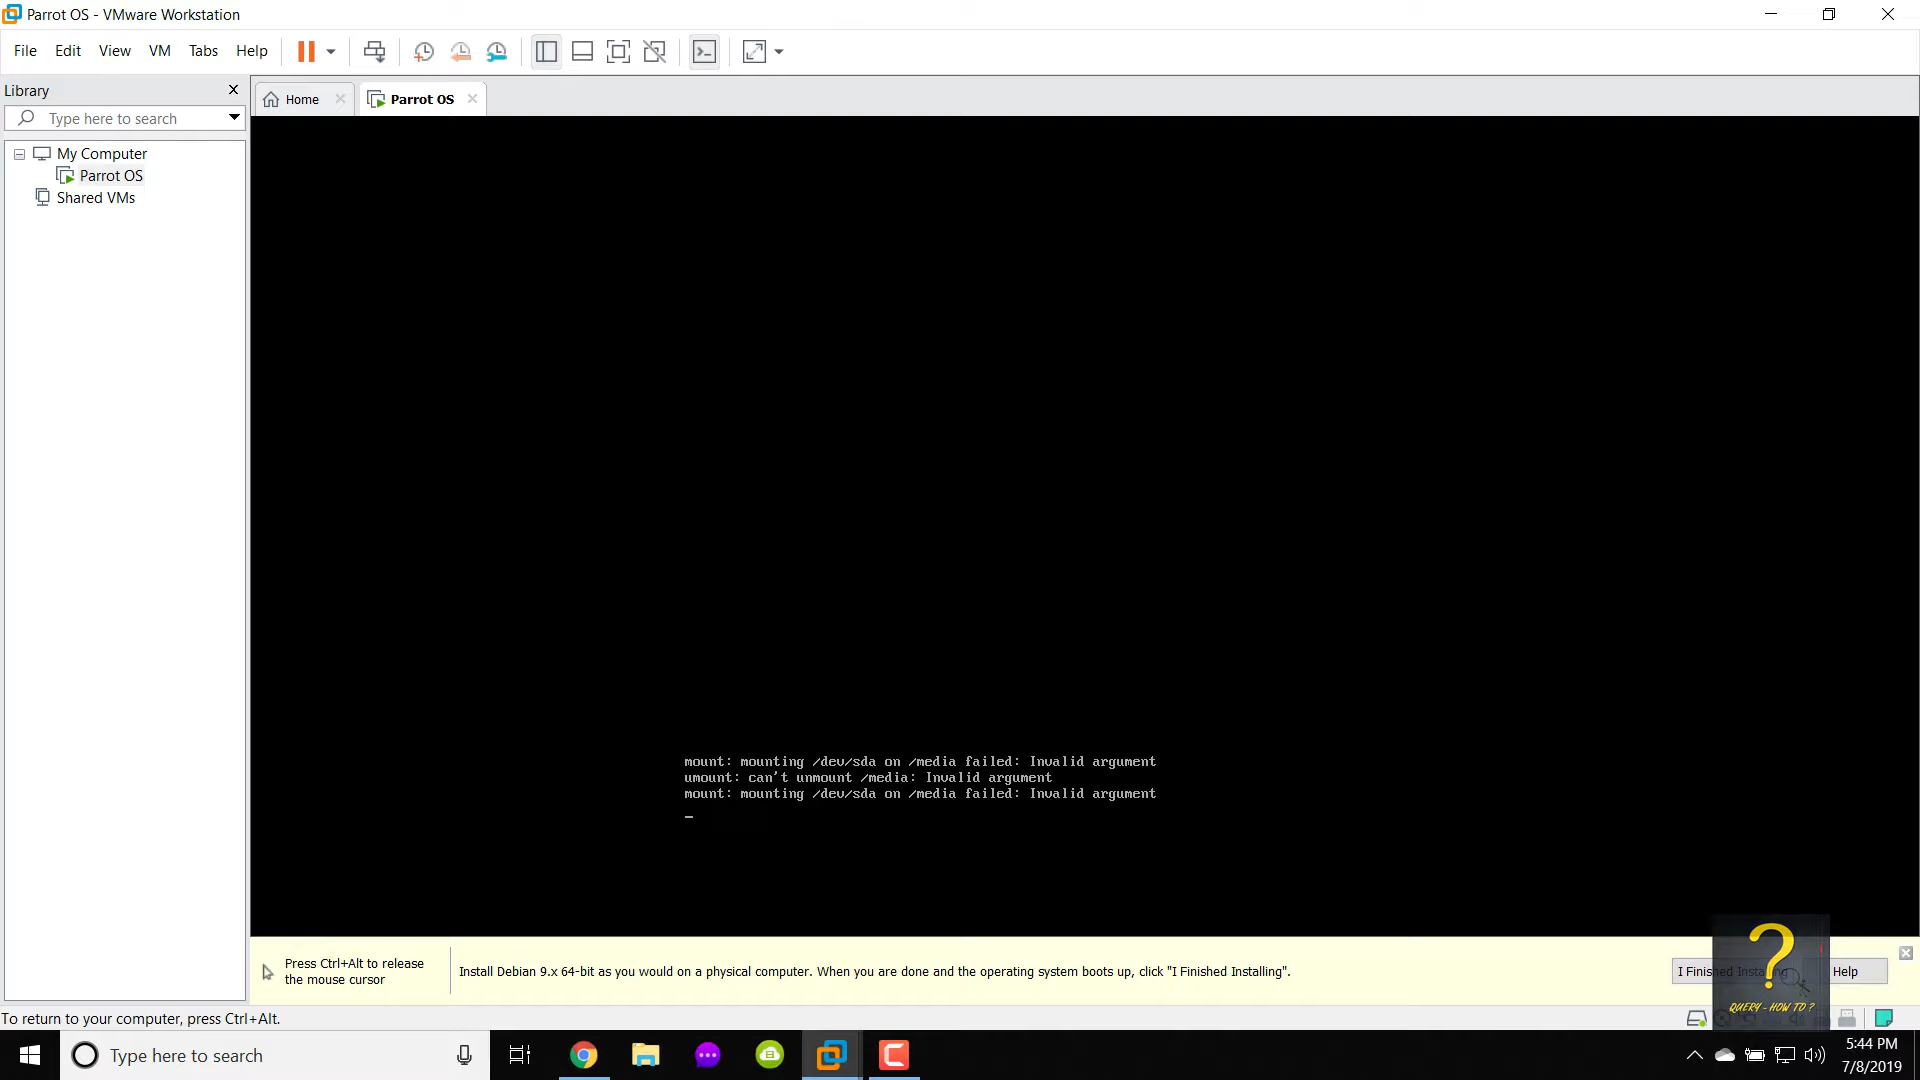 Parrot OS - VMware Workstation
File Edit View VM Tabs Help
Library
Type here to search
Home
Parrot OS
My Computer
Parrot OS
Shared VMs
mount: mounting /dev/sda on /media failed: Invalid argument
umount: can't unmount /media: Invalid argument
mount: mounting /dev/sda on /media failed: Invalid argument
Press Ctrl+Alt to release
the mouse cursor
Install Debian 9.x 64-bit as you would on a physical computer. When you are done and the operating system boots up, click "I Finished Installing".
I Finished Installing
Help
QUERY - HOW TO ?
To return to your computer, press Ctrl+Alt.
Type here to search
5:44 PM
7/8/2019